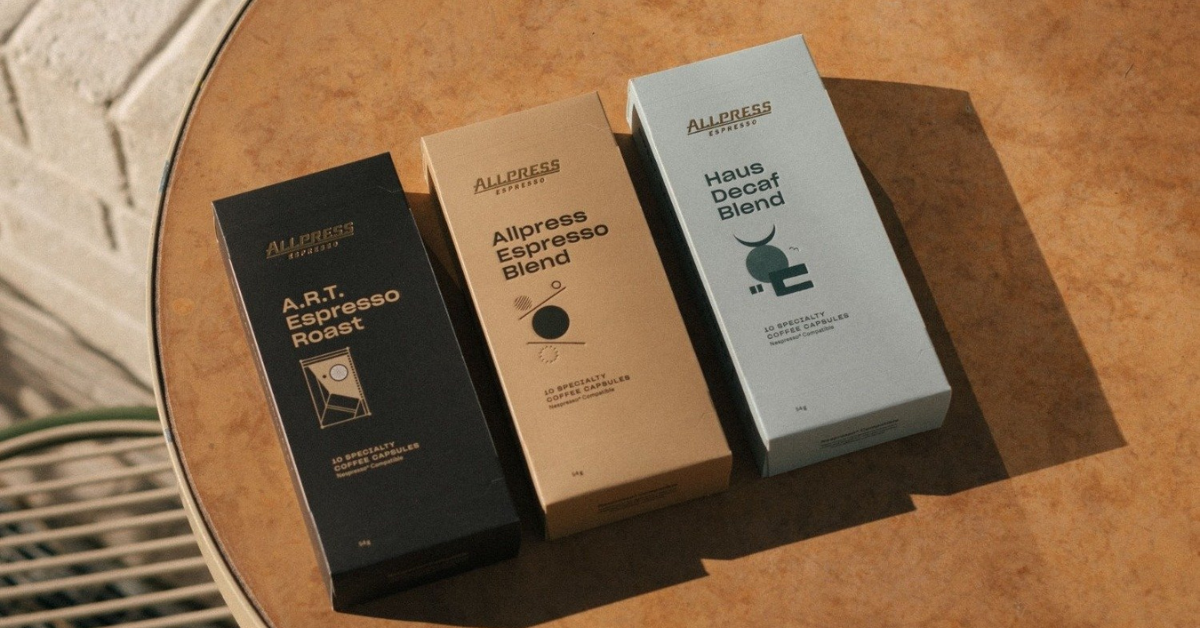 ALLPRESS
ESPRESSO
A.R.T.
Espresso
Roast
10 SPECIALTY
COFFEE CAPSULES
Nespresso® Compatible
ALLPRESS
ESPRESSO
Allpress
Espresso
Blend
10 SPECIALTY
COFFEE CAPSULES
Nespresso® Compatible
ALLPRESS
ESPRESSO
Haus
Decaf
Blend
10 SPECIALTY
COFFEE CAPSULES
Nespresso® Compatible